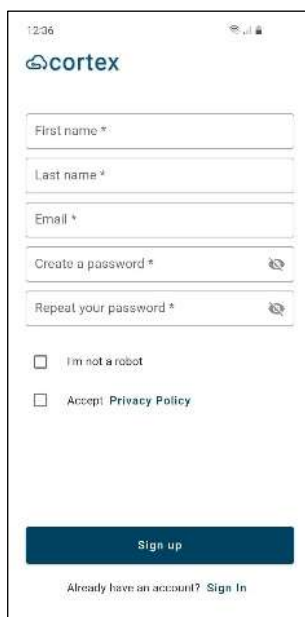 12:36
cortex
First name *
Last name *
Email *
Create a password *
Repeat your password *
I'm not a robot
Accept Privacy Policy
Sign up
Already have an account? Sign In